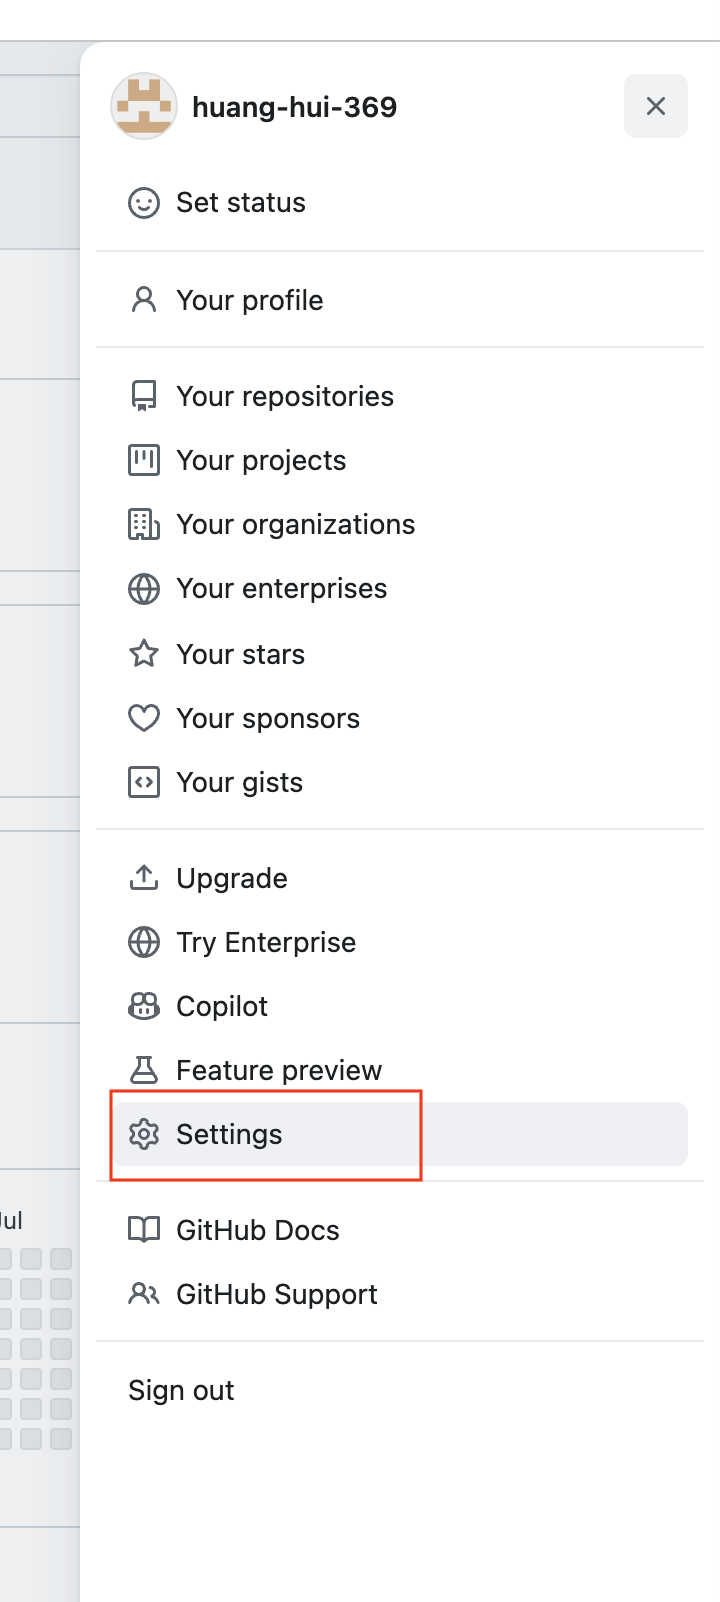 huang-hui-369
Set status
Your profile
Your repositories
Your projects
Your organizations
Your enterprises
Your stars
Your sponsors
Your gists
Upgrade
Try Enterprise
Copilot
Feature preview
Settings
Jul
GitHub Docs
GitHub Support
Sign out